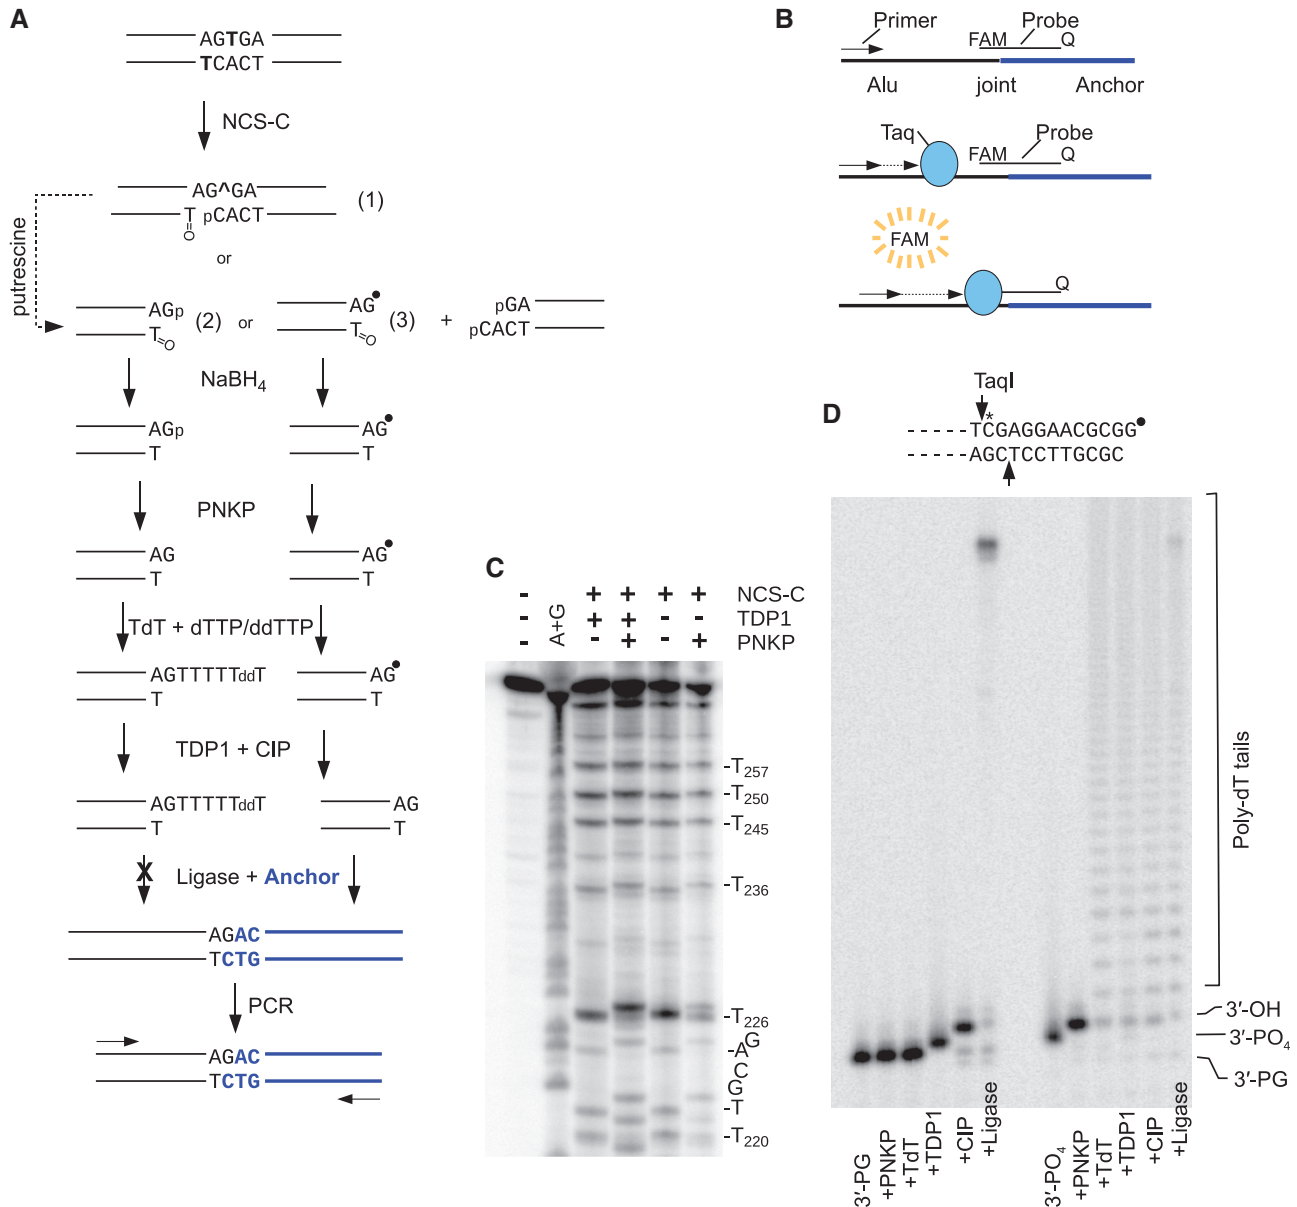 A
AGTGA
TCACT
NCS-C
AG^GA
T pCACT
O
(1)
or
putrescine
AGp
T=O
(2)
or
AG●
T=O
(3)
+
pGA
pCACT
NaBH4
AGp
T
AG●
T
PNKP
AG
T
AG●
T
TdT + dTTP/ddTTP
AGTTTTTddT
T
AG●
T
TDP1 + CIP
AGTTTTTddT
T
AG
T
X
Ligase + Anchor
AGAC
TCTG
PCR
AGAC
TCTG
B
Primer
Probe
FAM
Q
Alu
joint
Anchor
Taq
Probe
FAM
Q
FAM
Q
C
- A+G + + + + NCS-C
- + + - - TDP1
- - + - + PNKP
-T257
-T250
-T245
-T236
-T226
G
-A
C
G
-T
-T220
D
TaqI
*
- - - - - TCGAGGAACGCGG●
- - - - - AGCTCCTTGCGC
Poly-dT tails
3′-OH
3′-PO4
3′-PG
3′-PG
+PNKP
+TdT
+TDP1
+CIP
+Ligase
3′-PO4
+PNKP
+TdT
+TDP1
+CIP
+Ligase